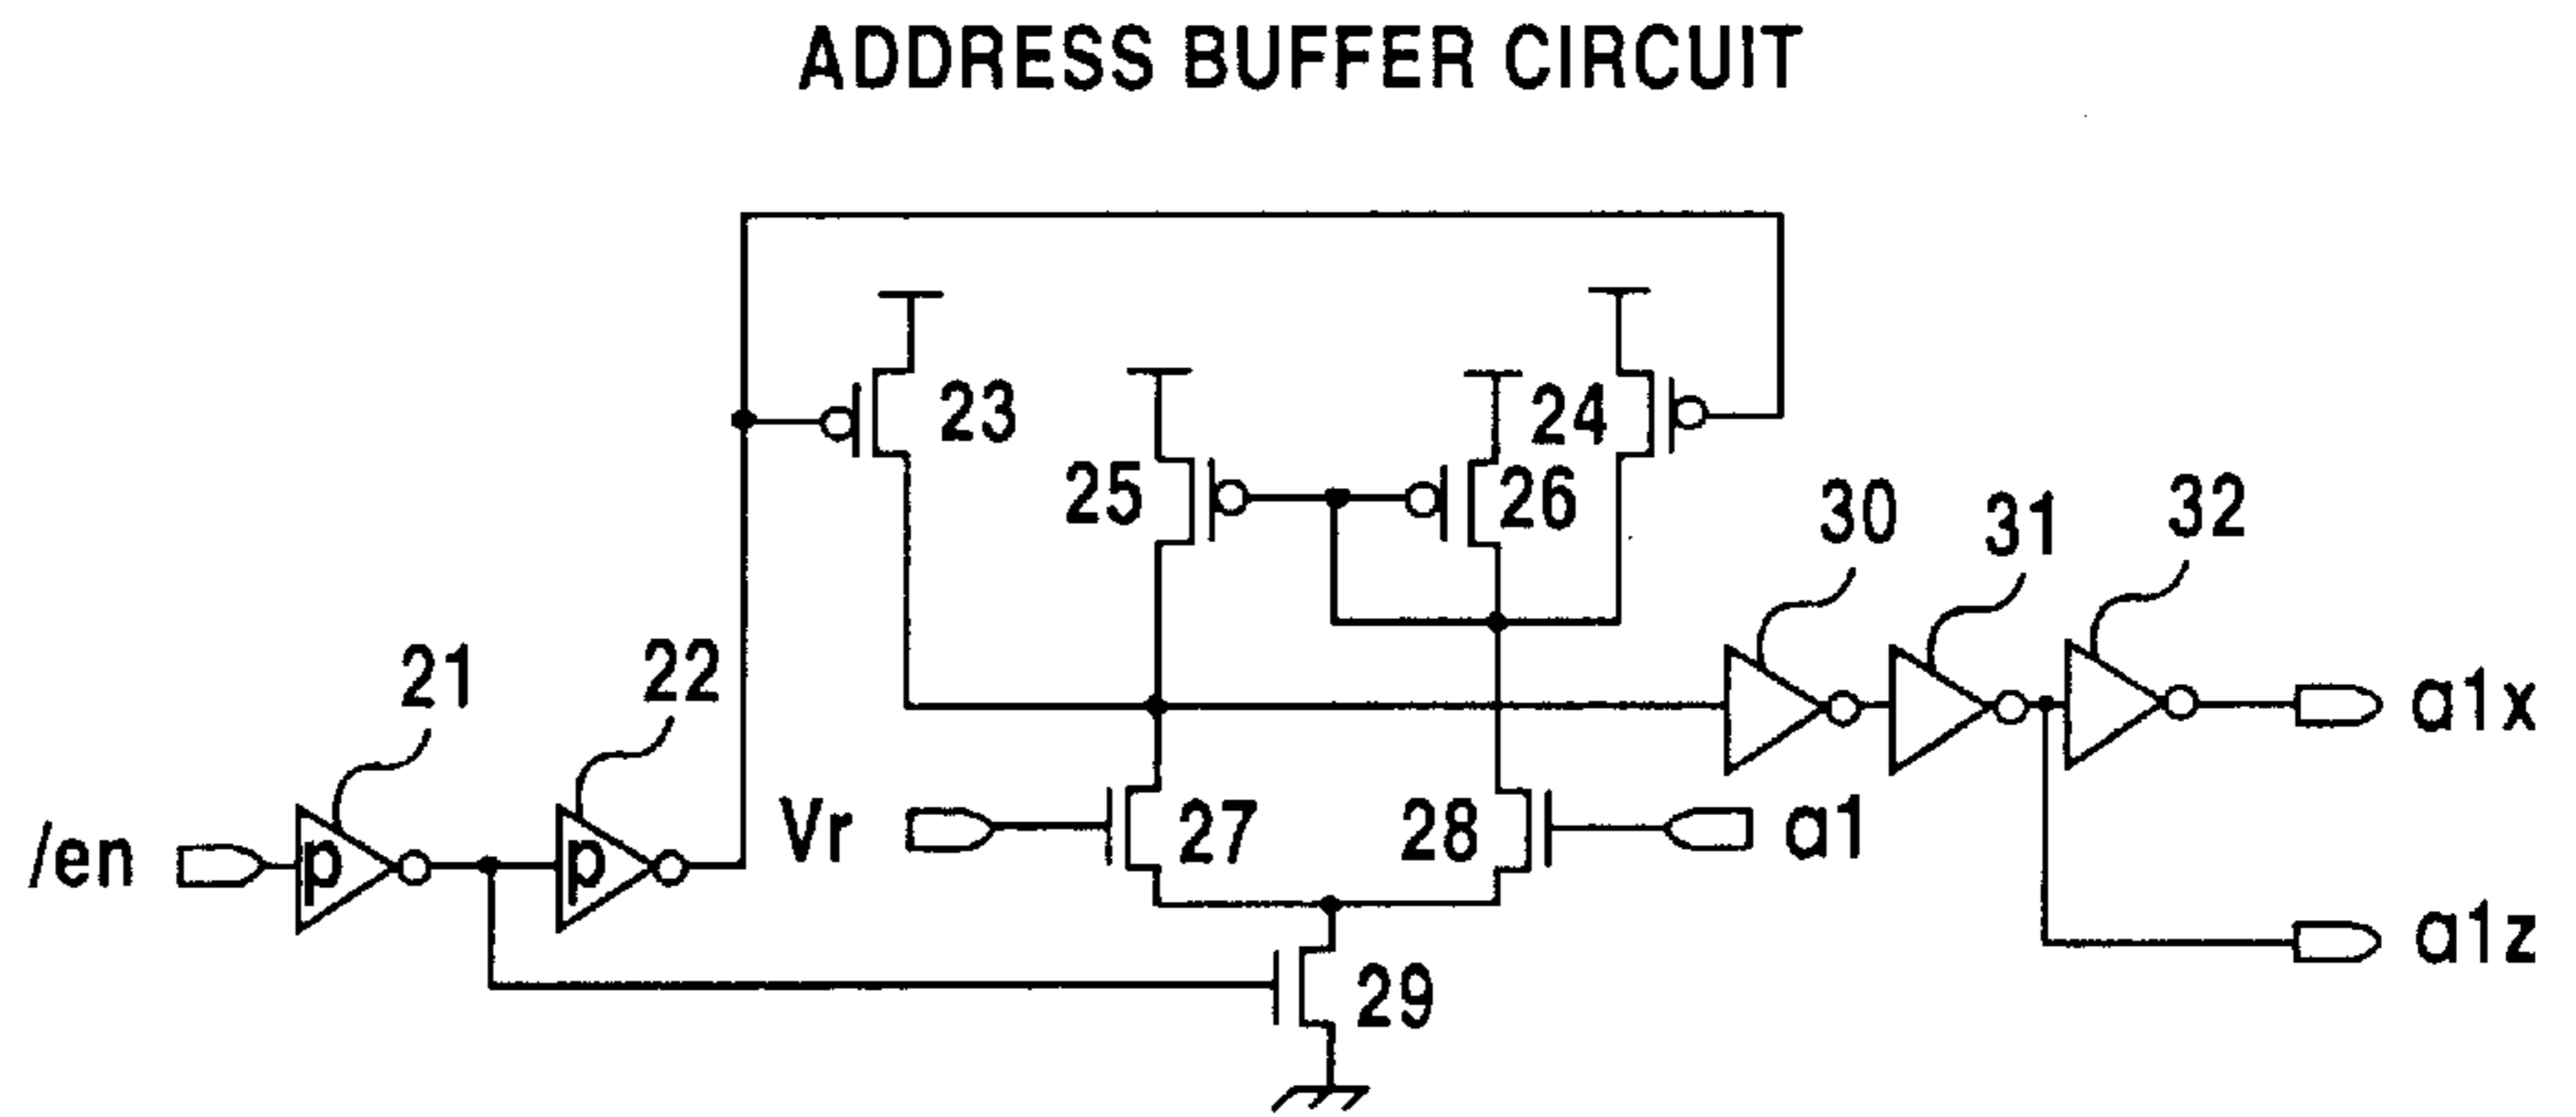 ADDRESS BUFFER CIRCUIT
23
24
25
26
30
31
32
21
22
a1x
Vr
27
28
a1
/en
p
p
a1z
29